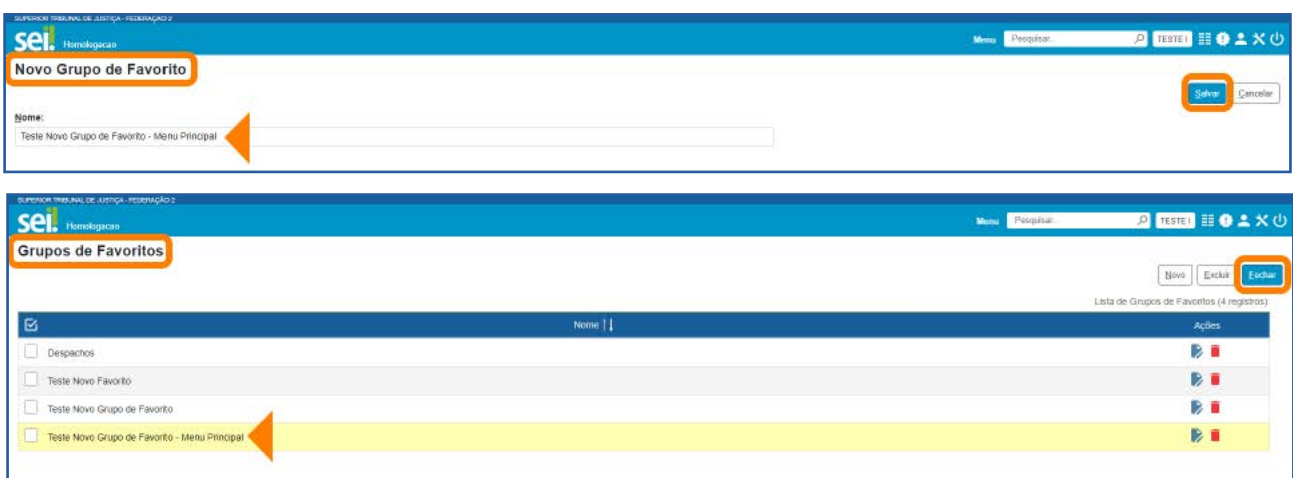 SUPERIOR TRIBUNAL DE JUSTIÇA - FEDERAÇÃO 2
sei. Homologacao
Menu Pesquisar... TESTE I
Novo Grupo de Favorito
Salvar Cancelar
Nome:
Teste Novo Grupo de Favorito - Menu Principal
SUPERIOR TRIBUNAL DE JUSTIÇA - FEDERAÇÃO 2
sei. Homologacao
Menu Pesquisar... TESTE I
Grupos de Favoritos
Novo Excluir Fechar
Lista de Grupos de Favoritos (4 registros):
Nome Ações
Despachos
Teste Novo Favorito
Teste Novo Grupo de Favorito
Teste Novo Grupo de Favorito - Menu Principal